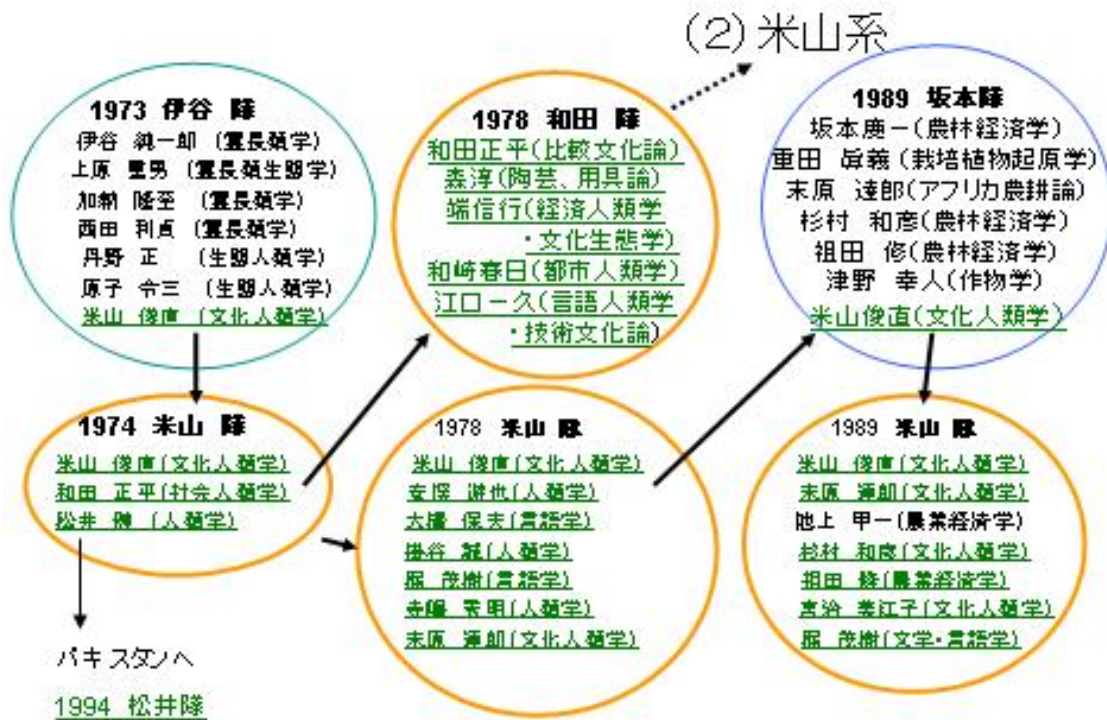 (2)米山系
1973 伊谷 隊
伊谷 純一郎 (霊長類学)
上原 重男 (霊長類生態学)
加納 隆至 (霊長類学)
西田 利貞 (霊長類学)
丹野 正 (生態人類学)
原子 令三 (生態人類学)
米山 俊直 (文化人類学)
1978 和田 隊
和田正平(比較文化論)
森淳(陶芸、用具論)
端信行(経済人類学
・文化生態学)
和崎春日(都市人類学)
江口一久(言語人類学
・技術文化論)
1989 坂本隊
坂本慶一(農林経済学)
重田 眞義(栽培植物起原学)
末原 達郎(アフリカ農耕論)
杉村 和彦(農林経済学)
祖田 修(農林経済学)
津野 幸人(作物学)
米山俊直(文化人類学)
1974 米山 隊
米山 俊直(文化人類学)
和田 正平(社会人類学)
松井 健 (人類学)
パキスタンへ
1994 松井隊
1978 米山 隊
米山 俊直(文化人類学)
安渓 遊地(人類学)
大橋 保夫(言語学)
掛谷 誠(人類学)
茂樹(言語学)
寺嶋 秀明(人類学)
末原 達郎(文化人類学)
1989 米山 隊
米山 俊直(文化人類学)
末原 達郎(文化人類学)
池上 甲一(農業経済学)
杉村 和彦(文化人類学)
祖田 (農業経済学)
宮治 美江子(文化人類学)
茂樹(文学・言語学)